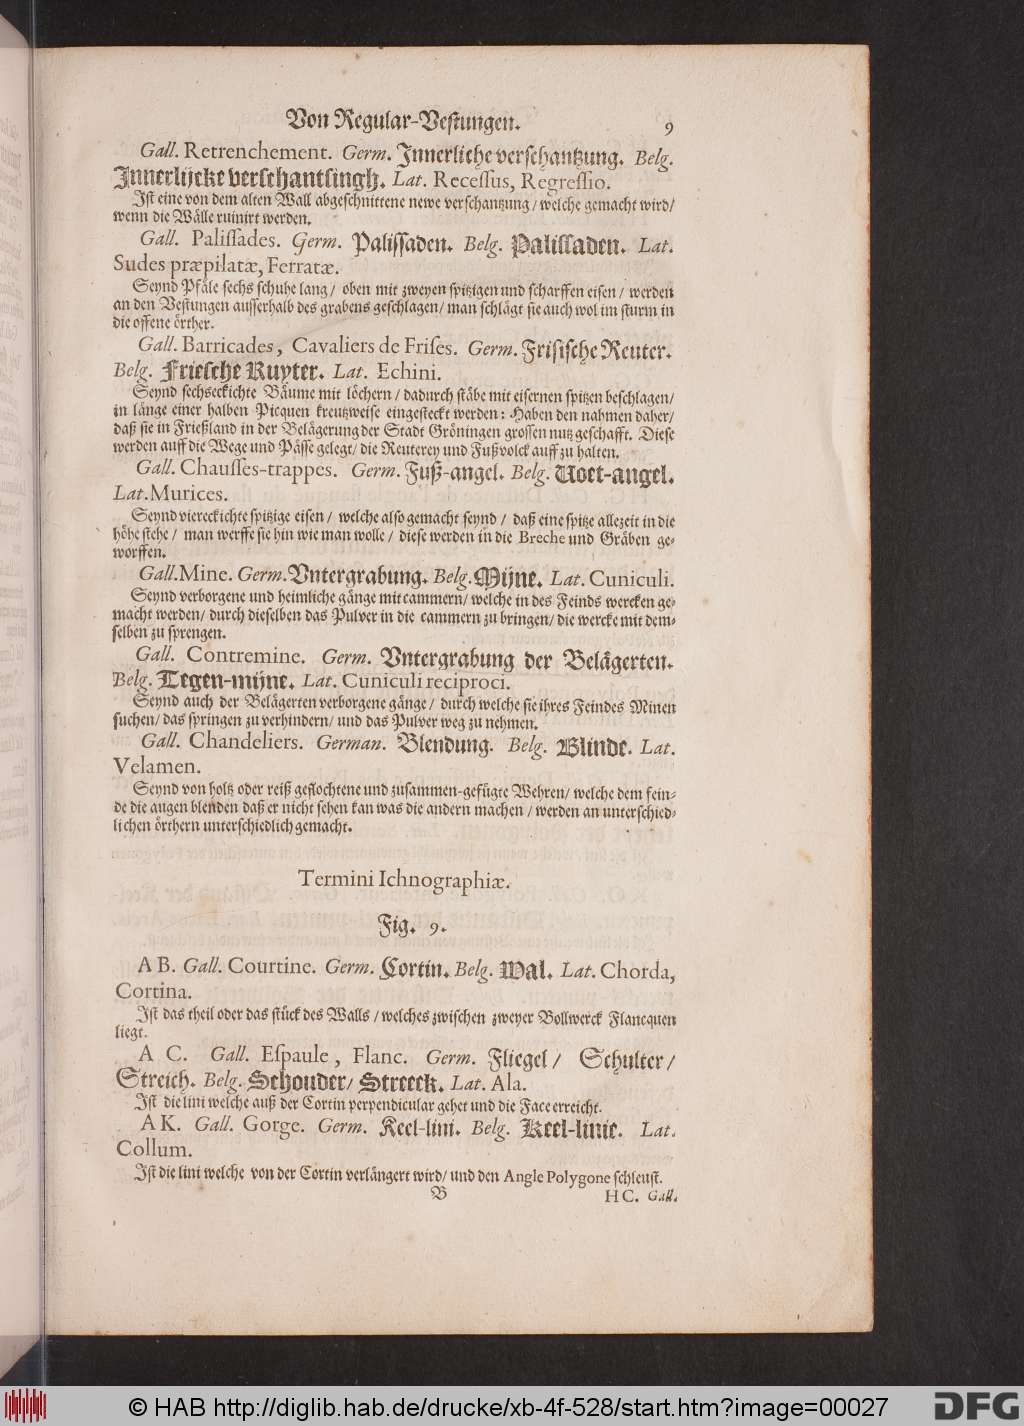 Von Regular-Vestungen. 9
Gall. Retrenchement. Germ. Innerliche verschantzung. Belg.
Innerlijcke verschantsingh. Lat. Recessus, Regressio.
Ist eine von dem alten Wall abgeschnittene newe verschantzung / welche gemacht wird/
wenn die Wälle ruinirt werden.
Gall. Palissades. Germ. Palissaden. Belg. Palissaden. Lat.
Sudes præpilatæ, Ferratæ.
Seynd Pfäle sechs schuhe lang / oben mit zweyen spitzigen und scharffen eisen / werden
an den Vestungen ausserhalb des grabens geschlagen / man schlägt sie auch wol im sturm in
die offene örther.
Gall. Barricades, Cavaliers de Frises. Germ. Frisische Reuter.
Belg. Friesche Ruyter. Lat. Echini.
Seynd sechseckichte Bäume mit löchern / dadurch stäbe mit eisernen spitzen beschlagen/
in länge einer halben Picquen kreutzweise eingesteckt werden: Haben den nahmen daher/
daß sie in Frießland in der Belägerung der Stadt Gröningen grossen nutz geschafft. Diese
werden auff die Wege und Pässe gelegt/ die Reuterey und Fußvolck auff zu halten.
Gall. Chausses-trappes. Germ. Fuß-angel. Belg. Voet-angel.
Lat. Murices.
Seynd viereckichte spitzige eisen / welche also gemacht seynd / daß eine spitze allezeit in die
höhe stehe / man werffe sie hin wie man wolle / diese werden in die Breche und Gräben ge-
worffen.
Gall. Mine. Germ. Vntergrabung. Belg. Mijne. Lat. Cuniculi.
Seynd verborgene und heimliche gänge mit cammern/ welche in des Feinds wercken ge-
macht werden/ durch dieselben das Pulver in die cammern zu bringen/ die wercke mit dem-
selben zu sprengen.
Gall. Contremine. Germ. Vntergrabung der Belägerten.
Belg. Tegen-mijne. Lat. Cuniculi reciproci.
Seynd auch der Belägerten verborgene gänge / durch welche sie ihres Feindes Minen
suchen/ das springen zu verhindern/ und das Pulver weg zu nehmen.
Gall. Chandeliers. German. Blendung. Belg. Blinde. Lat.
Velamen.
Seynd von holtz oder reiß geflochtene und zusammen-gefügte Wehren/ welche dem fein-
de die augen blenden daß er nicht sehen kan was die andern machen / werden an unterschied-
lichen örthern unterschiedlich gemacht.
Termini Ichnographiæ.
Fig. 9.
A B. Gall. Courtine. Germ. Cortin. Belg. Wal. Lat. Chorda,
Cortina.
Ist das theil oder das stück des Walls / welches zwischen zweyer Bollwerck Flancquen
liegt.
A C. Gall. Espaule, Flanc. Germ. Fliegel / Schulter /
Streich. Belg. Schouder/ Streeck. Lat. Ala.
Ist die lini welche auß der Cortin perpendicular gehet und die Face erreicht.
A K. Gall. Gorge. Germ. Keel-lini. Belg. Keel-linie. Lat.
Collum.
Ist die lini welche von der Cortin verlängert wird/ und den Angle Polygone schleust.
B HC. Gall.
© HAB http://diglib.hab.de/drucke/xb-4f-528/start.htm?image=00027
DFG